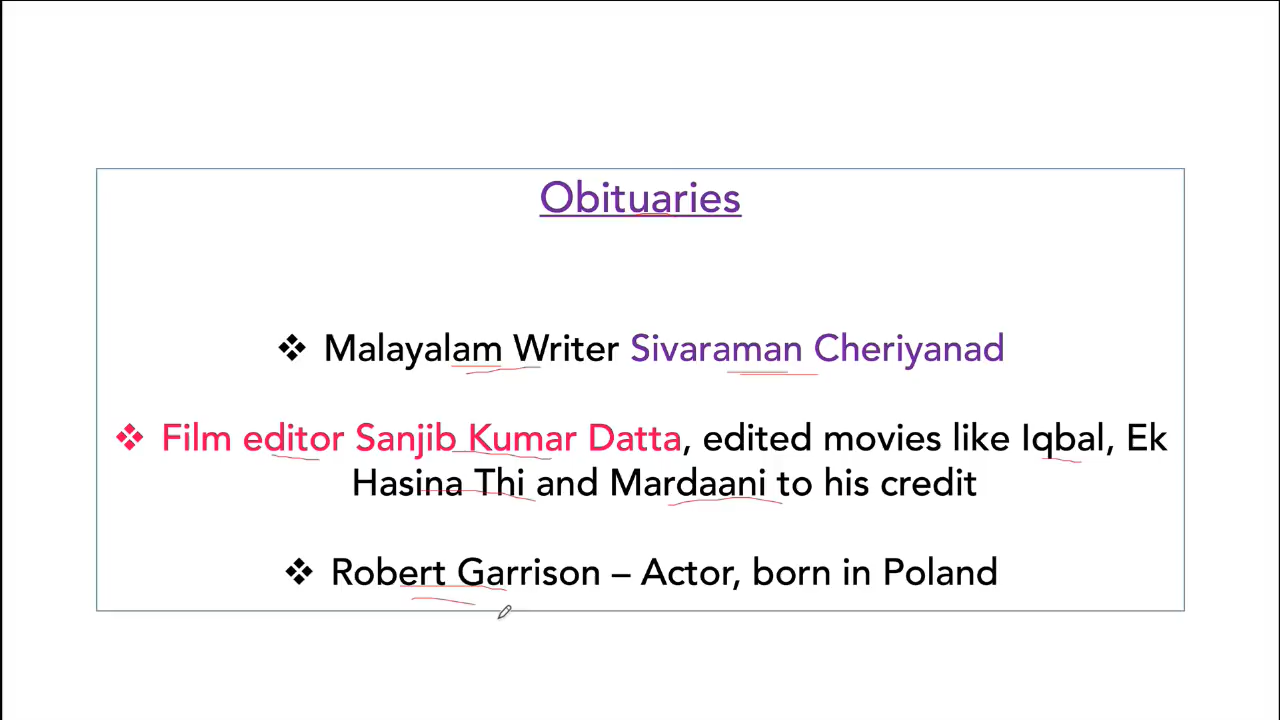 Obituaries
❖ Malayalam Writer Sivaraman Cheriyanad
❖ Film editor Sanjib Kumar Datta, edited movies like Iqbal, Ek
Hasina Thi and Mardaani to his credit
❖ Robert Garrison – Actor, born in Poland